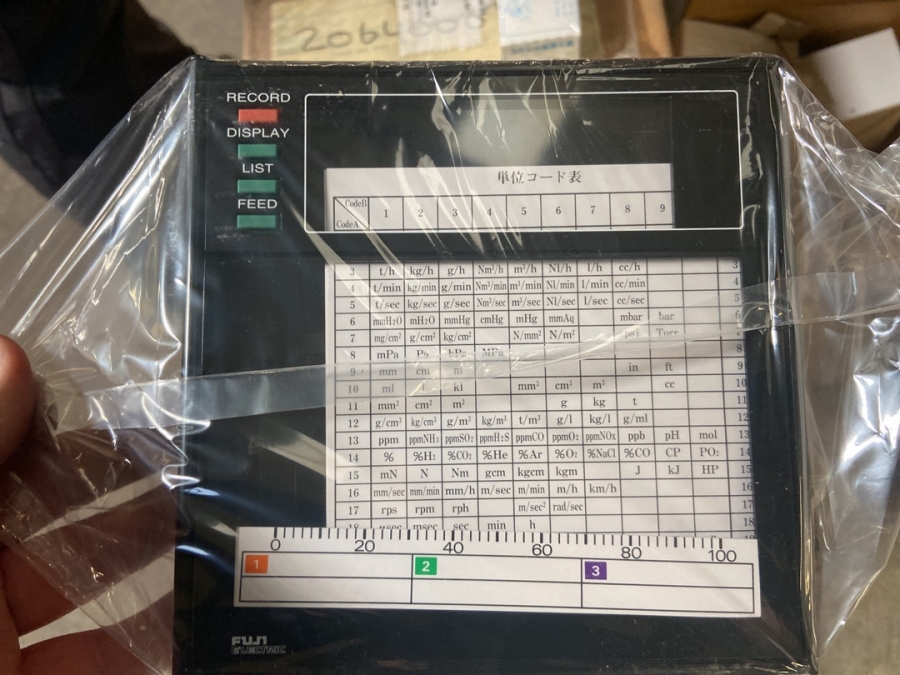 2064
RECORD
DISPLAY
LIST
FEED
単位コード表
CodeB 1 2 3 4 5 6 7 8 9
CodeA
3 t/h kg/h g/h Nm³/h m³/h Nl/h l/h cc/h 3
4 t/min kg/min g/min Nm³/min m³/min Nl/min l/min cc/min 4
5 t/sec kg/sec g/sec Nm³/sec m³/sec Nl/sec l/sec cc/sec 5
6 mmH₂O mH₂O mmHg cmHg mHg mmAq mbar bar 6
7 mg/cm² g/cm² kg/cm² N/mm² N/m² psi Torr
8 mPa Pa kPa MPa 8
9 mm cm m in ft 9
10 ml l kl mm³ cm³ m³ cc 10
11 mm² cm² m² g kg t 11
12 g/cm³ kg/cm³ g/m³ kg/m³ t/m³ g/l kg/l g/ml 12
13 ppm ppmNH₃ ppmSO₂ ppmH₂S ppmCO ppmO₂ ppmNOx ppb pH mol 13
14 % %H₂ %CO₂ %He %Ar %O₂ %NaCl %CO CP PO₂ 14
15 mN N Nm gcm kgcm kgm J kJ HP 15
16 mm/sec mm/min mm/h m/sec m/min m/h km/h 16
17 rps rpm rph m/sec² rad/sec 17
18 μsec msec sec min h 18
0 20 40 60 80 100
1 2 3
FUJI
ELECTRIC